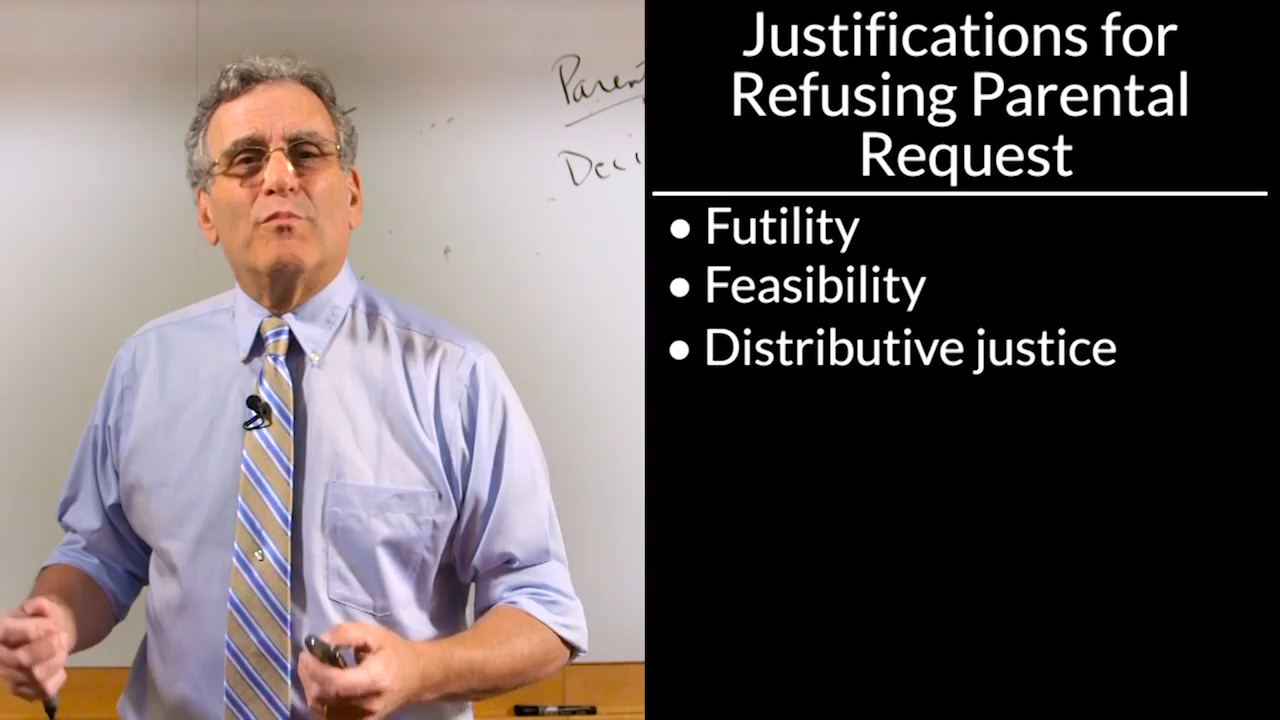 Justifications for
Refusing Parental
Request
• Futility
• Feasibility
• Distributive justice